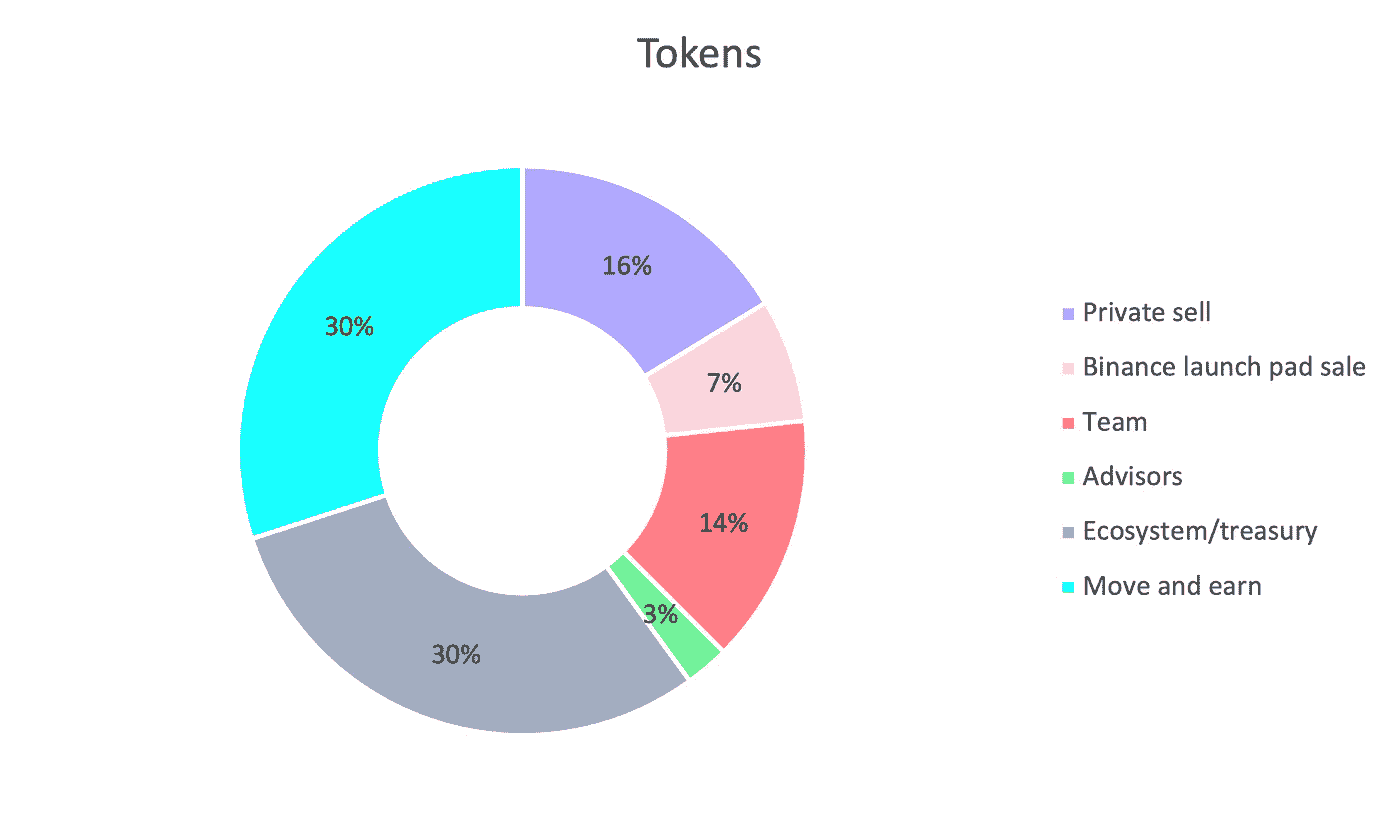 Tokens
16%
30%
7%
14%
3%
30%
Private sell
Binance launch pad sale
Team
Advisors
Ecosystem/treasury
Move and earn